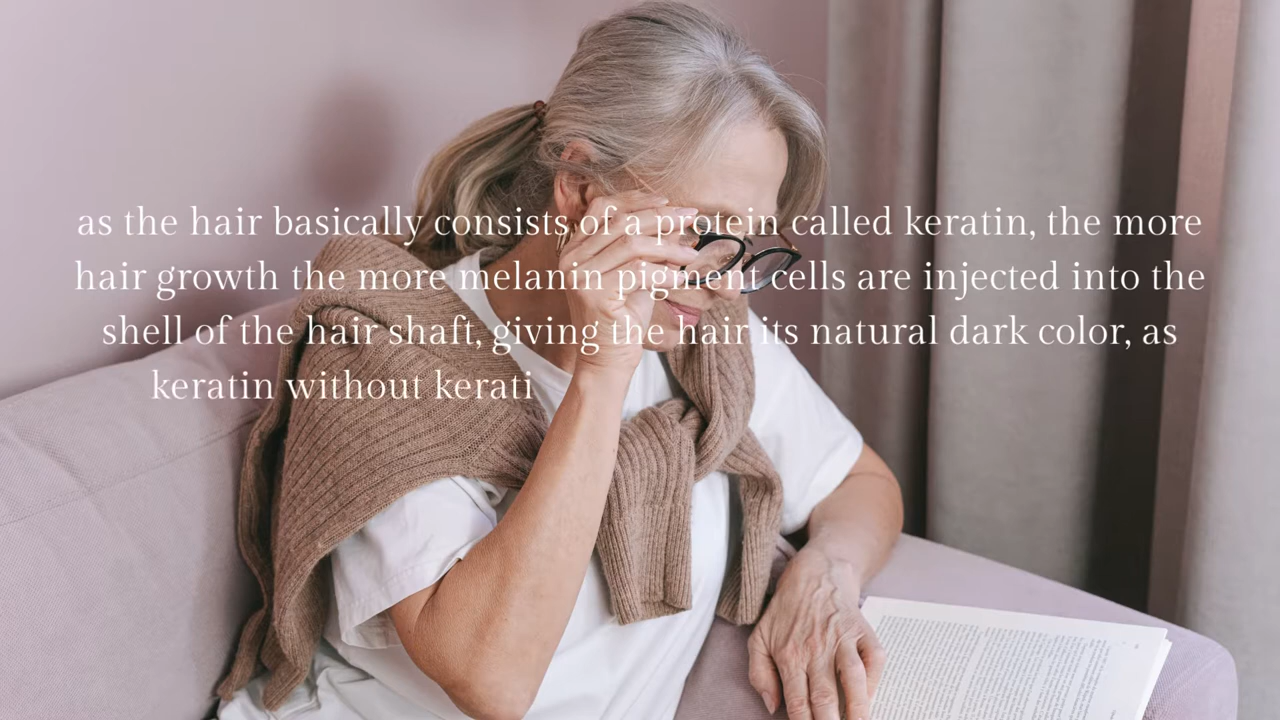 as the hair basically consists of a protein called keratin, the more
hair growth the more melanin pigment cells are injected into the
shell of the hair shaft, giving the hair its natural dark color, as
keratin without kerati